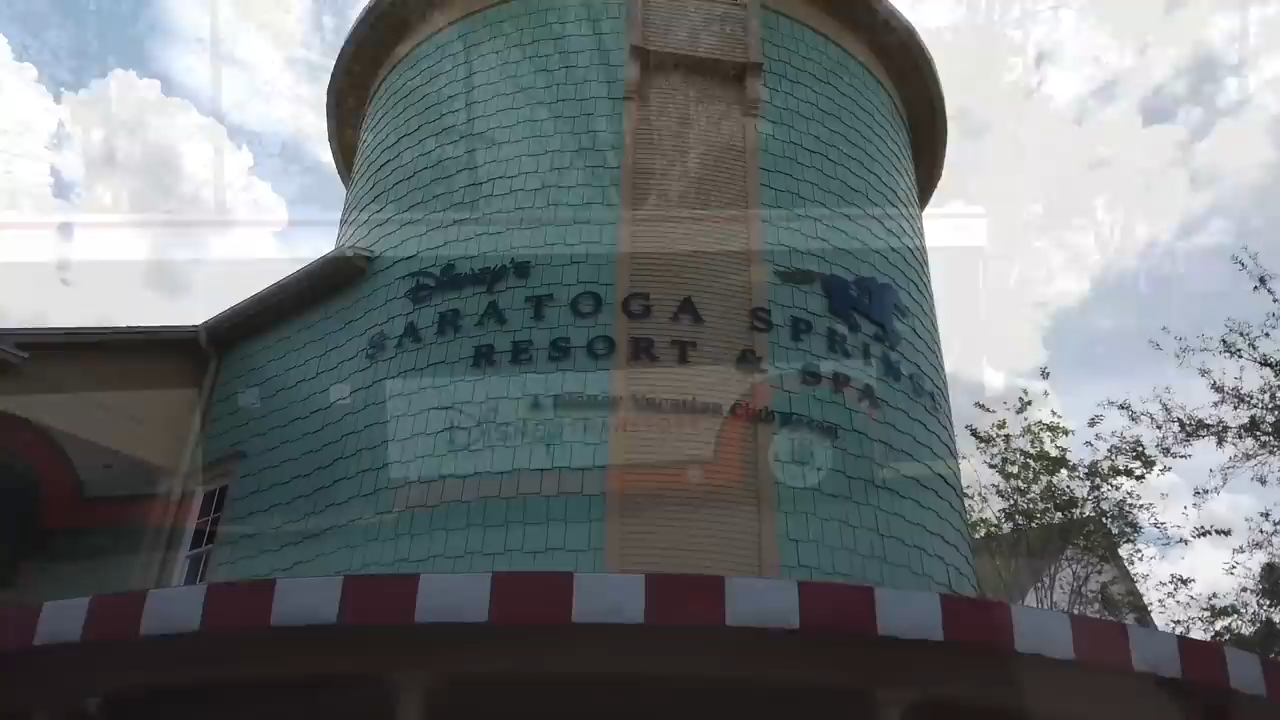 Disney's
SARATOGA SPRINGS
RESORT & SPA
A Disney Vacation Club Resort